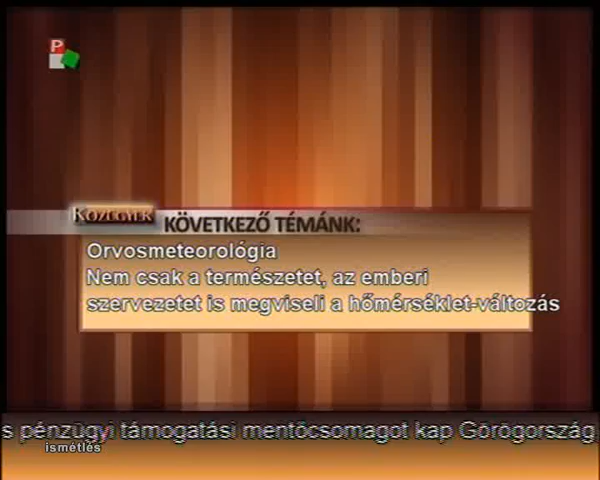 P
KÖZÜGYEK
KÖVETKEZŐ TÉMÁNK:
Orvosmeteorológia
Nem csak a természetet, az emberi
szervezetet is megviseli a hőmérséklet-változás
s pénzügyi támogatási mentőcsomagot kap Görögország
ismétlés